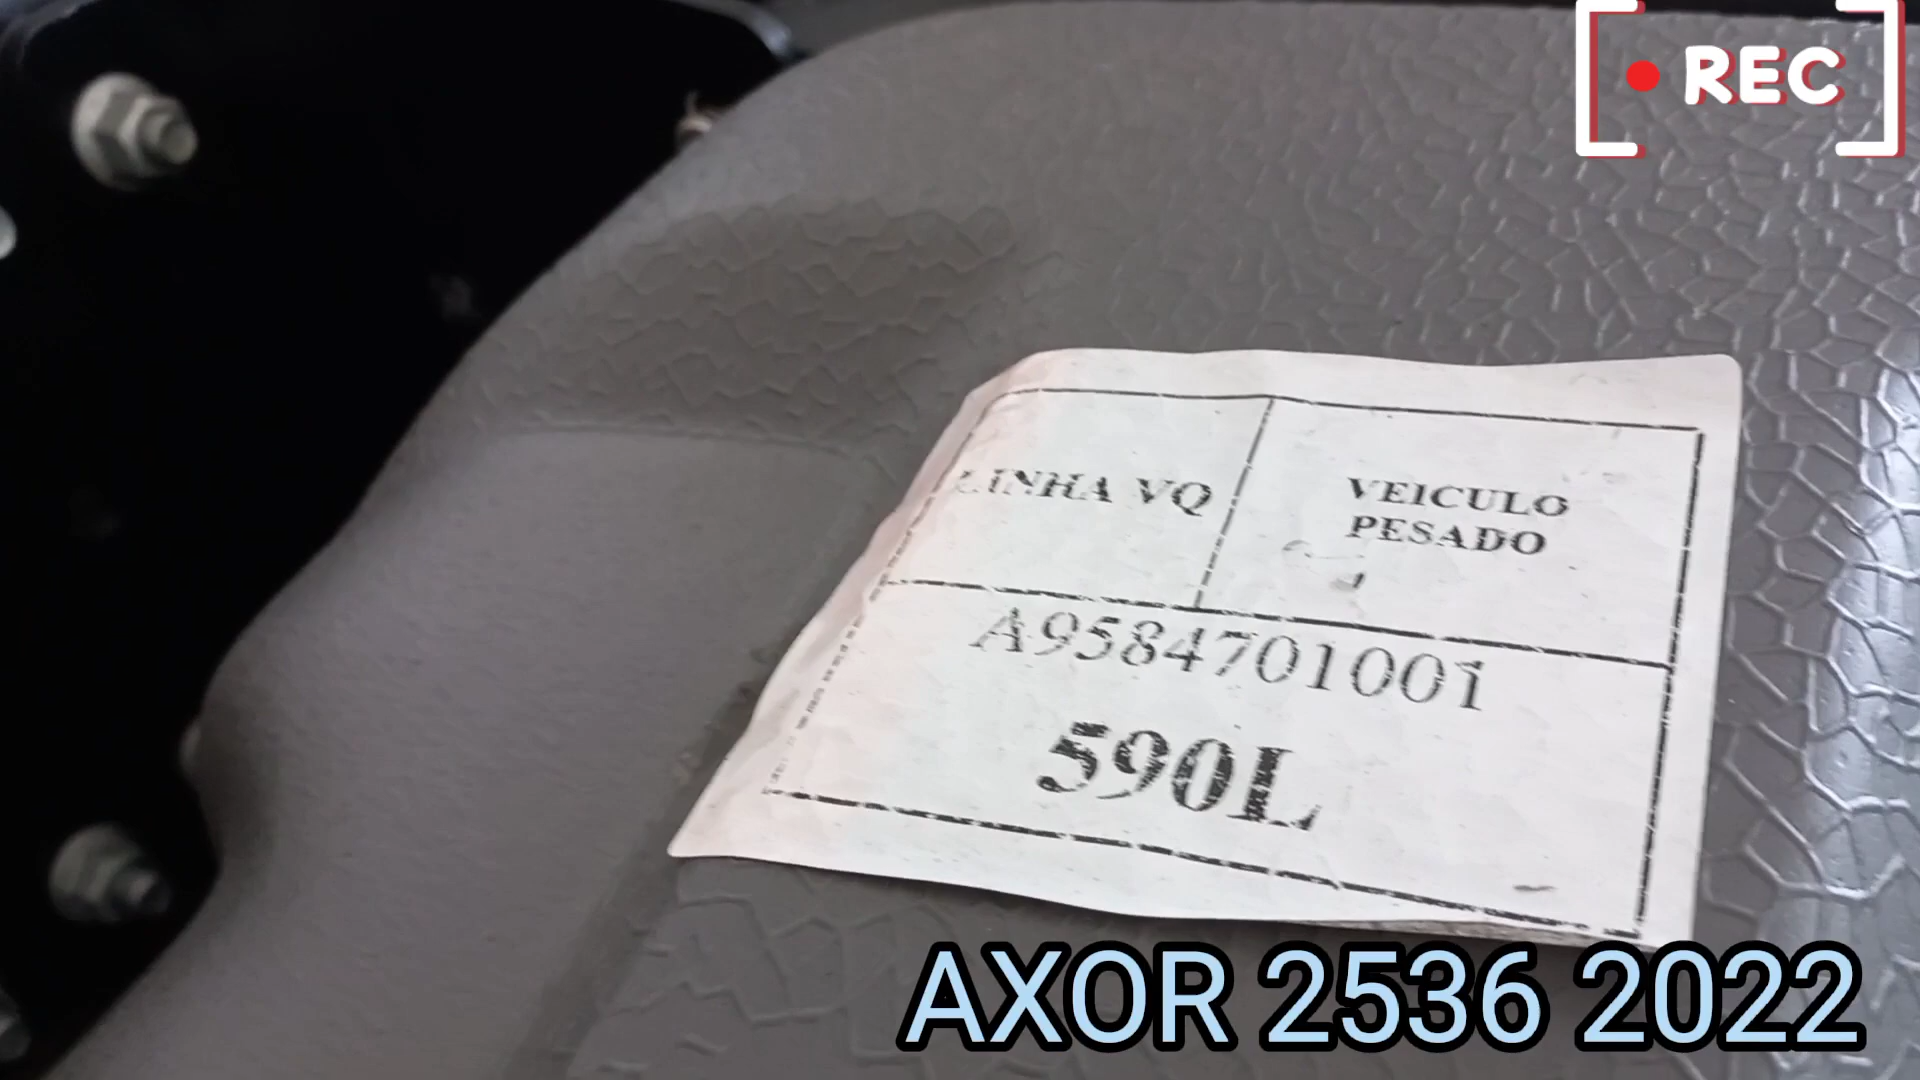 REC
LINHA VQ
VEICULO
PESADO
A9584701001
590L
AXOR 2536 2022